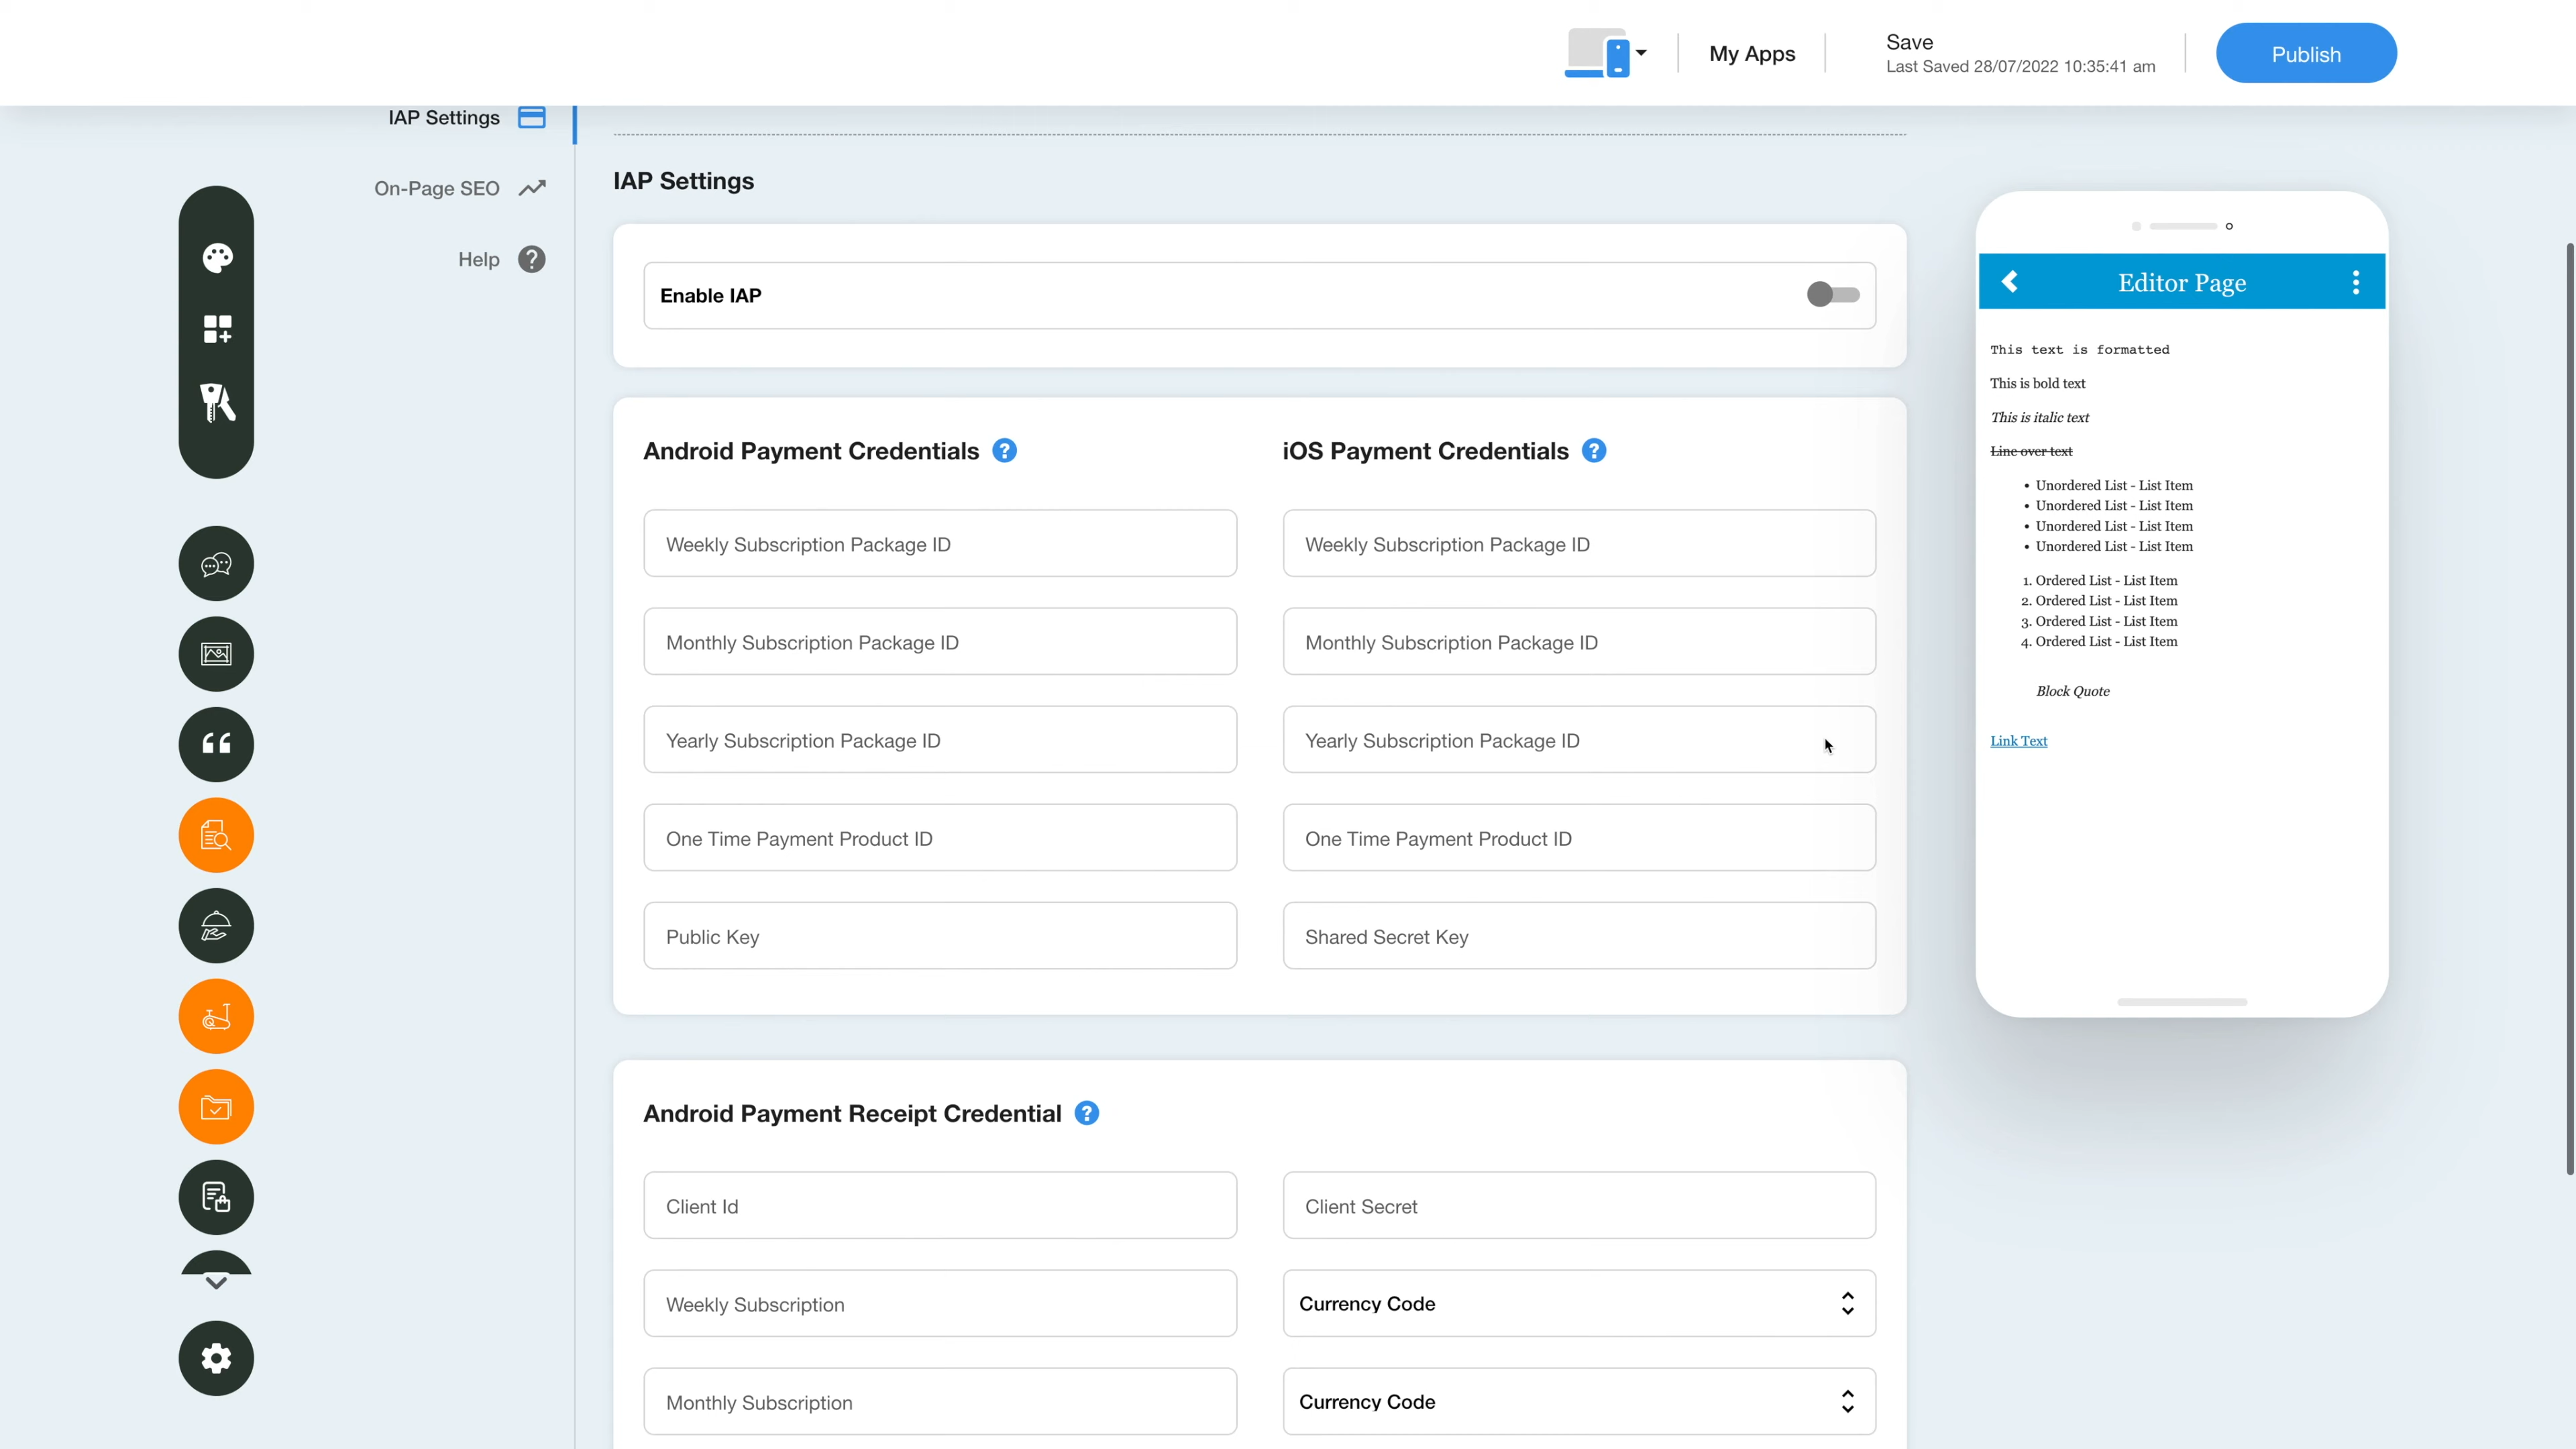 My Apps
Save
Last Saved 28/07/2022 10:35:41 am
Publish
IAP Settings
On-Page SEO
Help
IAP Settings
Enable IAP
Android Payment Credentials
iOS Payment Credentials
Weekly Subscription Package ID
Weekly Subscription Package ID
Monthly Subscription Package ID
Monthly Subscription Package ID
Yearly Subscription Package ID
Yearly Subscription Package ID
One Time Payment Product ID
One Time Payment Product ID
Public Key
Shared Secret Key
Android Payment Receipt Credential
Client Id
Client Secret
Weekly Subscription
Currency Code
Monthly Subscription
Currency Code
Editor Page
This text is formatted
This is bold text
This is italic text
Line over text
• Unordered List - List Item
• Unordered List - List Item
• Unordered List - List Item
• Unordered List - List Item
1. Ordered List - List Item
2. Ordered List - List Item
3. Ordered List - List Item
4. Ordered List - List Item
Block Quote
Link Text